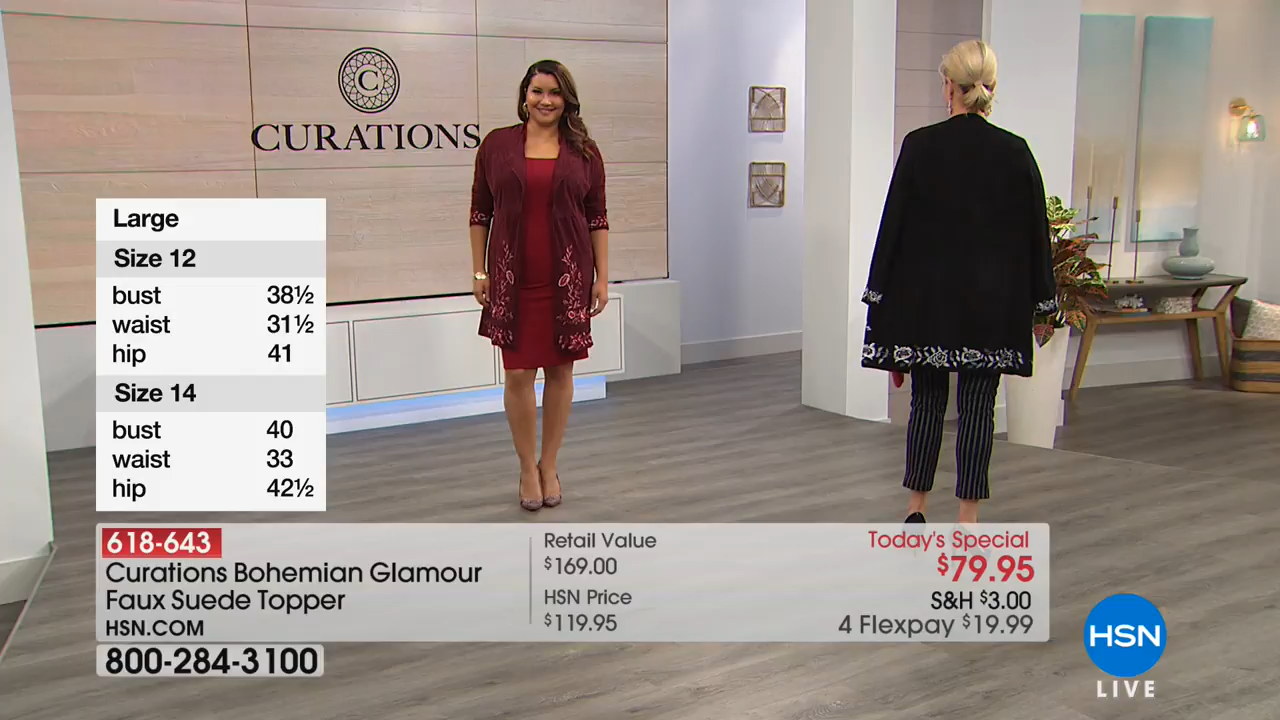 C
CURATIONS
Large
Size 12
bust 38½
waist 31½
hip 41
Size 14
bust 40
waist 33
hip 42½
618-643
Curations Bohemian Glamour
Faux Suede Topper
HSN.COM
800-284-3100
Retail Value
$169.00
HSN Price
$119.95
Today's Special
$79.95
S&H $3.00
4 Flexpay $19.99
HSN
LIVE